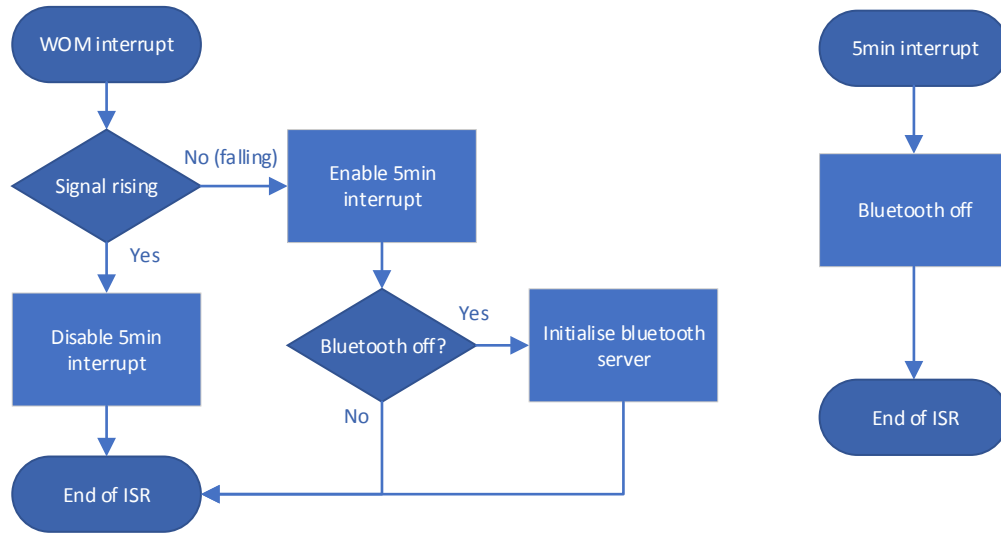 WOM interrupt
5min interrupt
Signal rising
No (falling)
Enable 5min
interrupt
Bluetooth off
Yes
Disable 5min
interrupt
Bluetooth off?
Yes
Initialise bluetooth
server
No
End of ISR
End of ISR